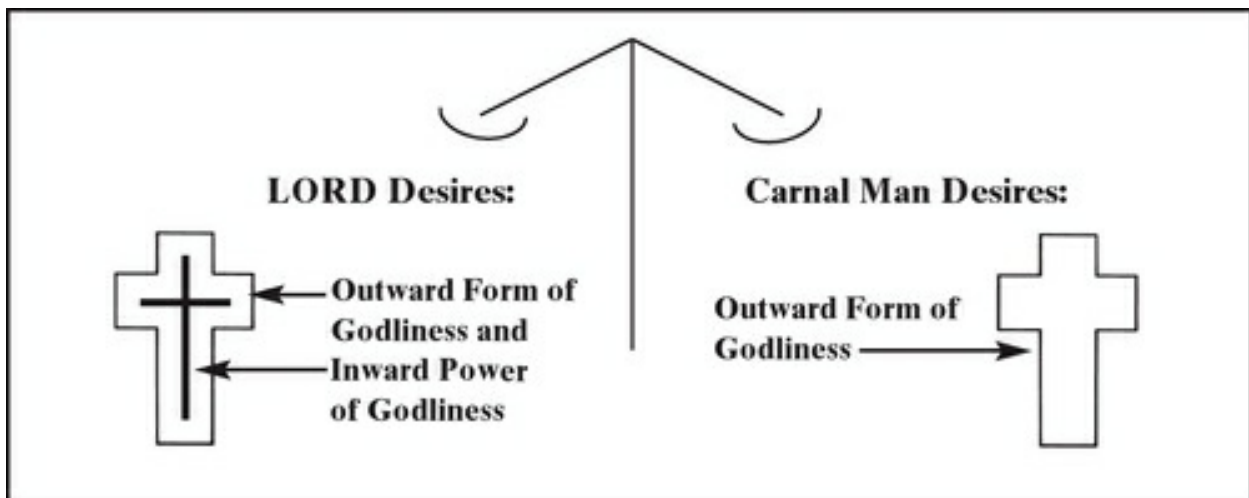 LORD Desires:
Outward Form of
Godliness and
Inward Power
of Godliness
Carnal Man Desires:
Outward Form of
Godliness